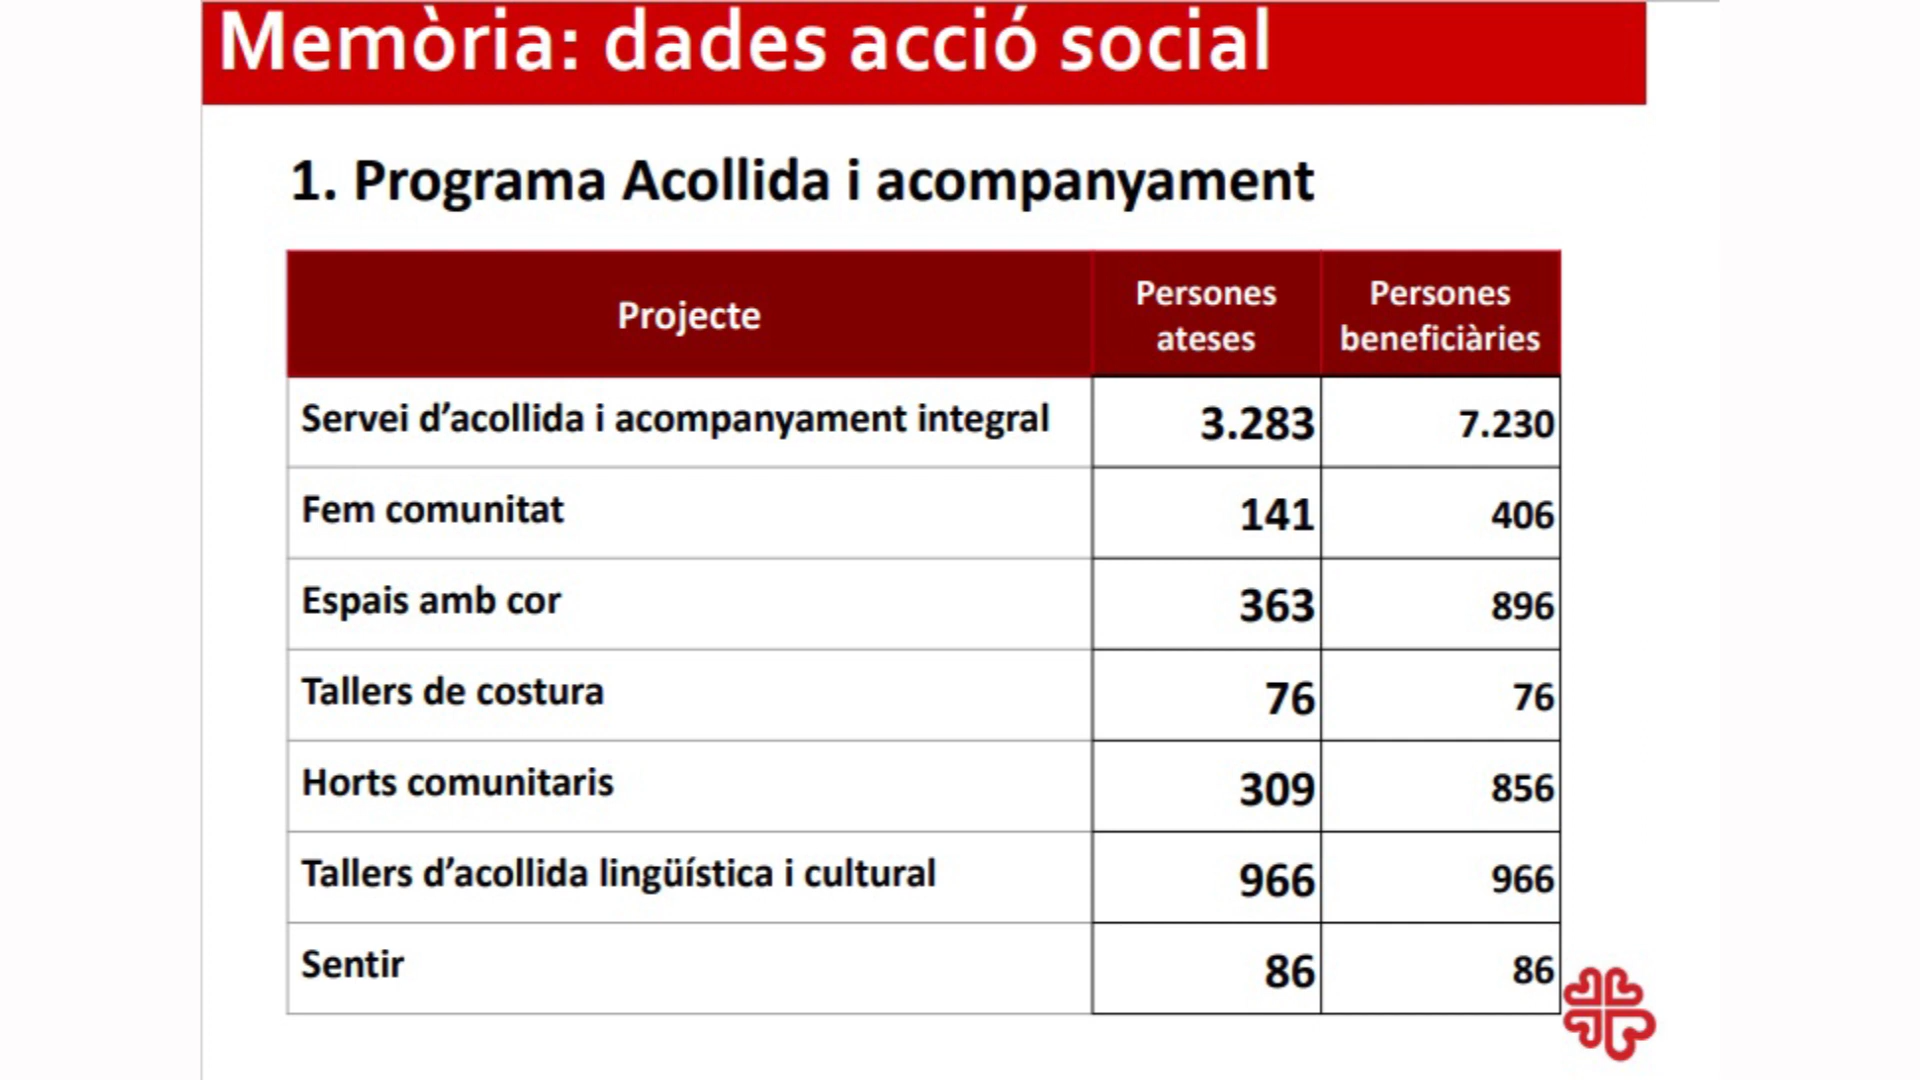 Memòria: dades acció social
1. Programa Acollida i acompanyament
Projecte
Persones
ateses
Persones
beneficiàries
Servei d’acollida i acompanyament integral 3.283 7.230
Fem comunitat 141 406
Espais amb cor 363 896
Tallers de costura 76 76
Horts comunitaris 309 856
Tallers d’acollida lingüística i cultural 966 966
Sentir 86 86